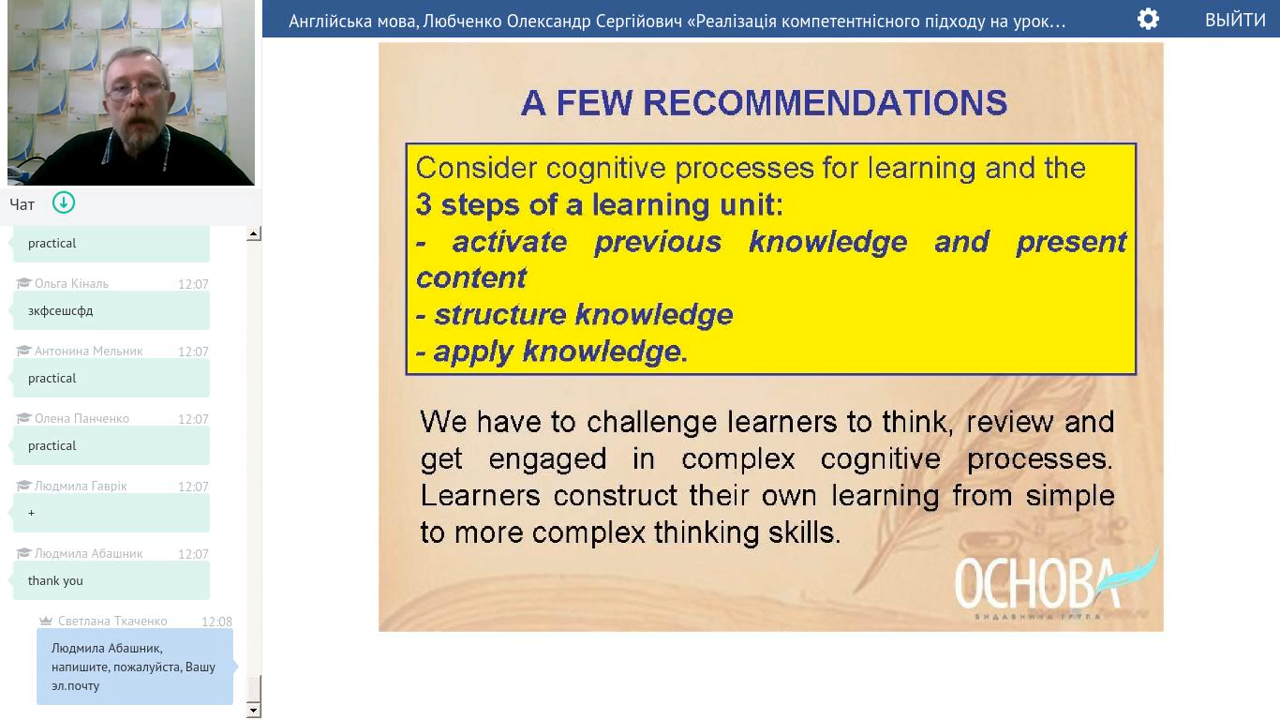 Англійська мова, Любченко Олександр Сергійович «Реалізація компетентнісного підходу на урок...
ВЫЙТИ
Чат
practical
Ольга Кіналь 12:07
зкфсешсфд
Антонина Мельник 12:07
practical
Олена Панченко 12:07
practical
Людмила Гаврік 12:07
+
Людмила Абашник 12:07
thank you
Светлана Ткаченко 12:08
Людмила Абашник,
напишите, пожалуйста, Вашу
эл.почту
A FEW RECOMMENDATIONS
Consider cognitive processes for learning and the
3 steps of a learning unit:
- activate previous knowledge and present
content
- structure knowledge
- apply knowledge.
We have to challenge learners to think, review and
get engaged in complex cognitive processes.
Learners construct their own learning from simple
to more complex thinking skills.
ОСНОВА
ВИДАВНИЧА ГРУПА